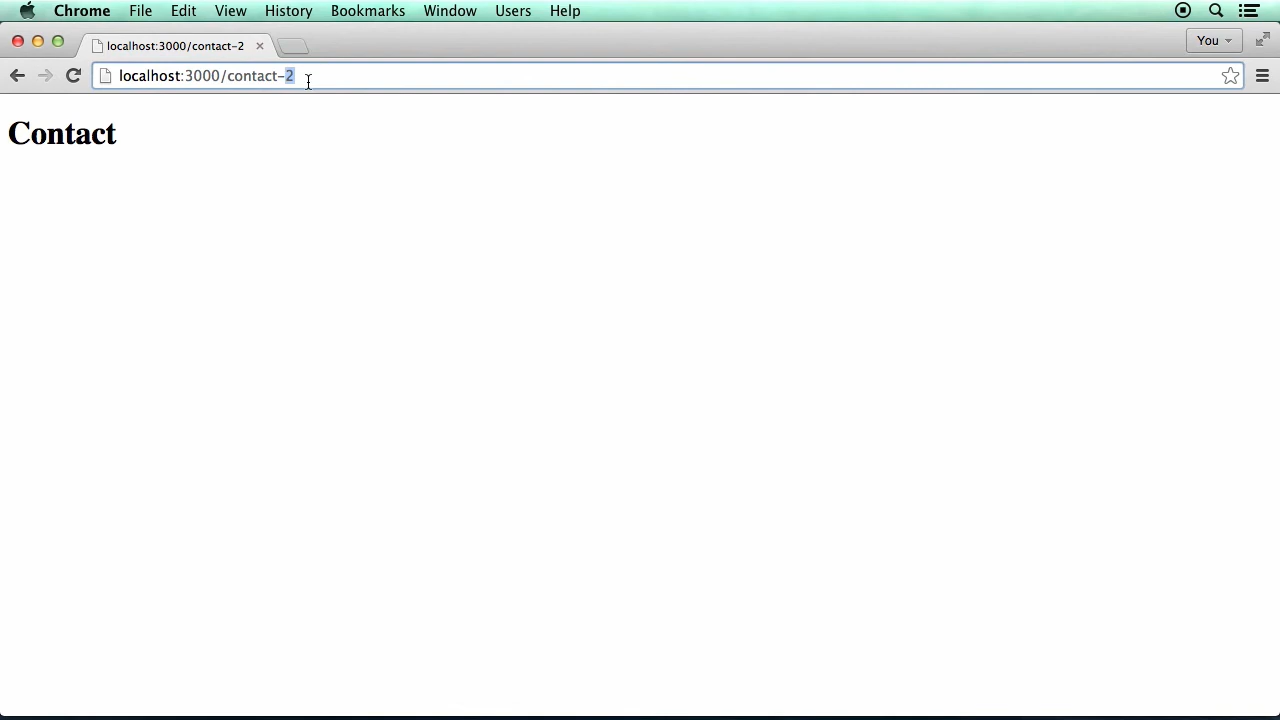 Chrome File Edit View History Bookmarks Window Users Help
localhost:3000/contact-2
You
localhost:3000/contact-2
Contact